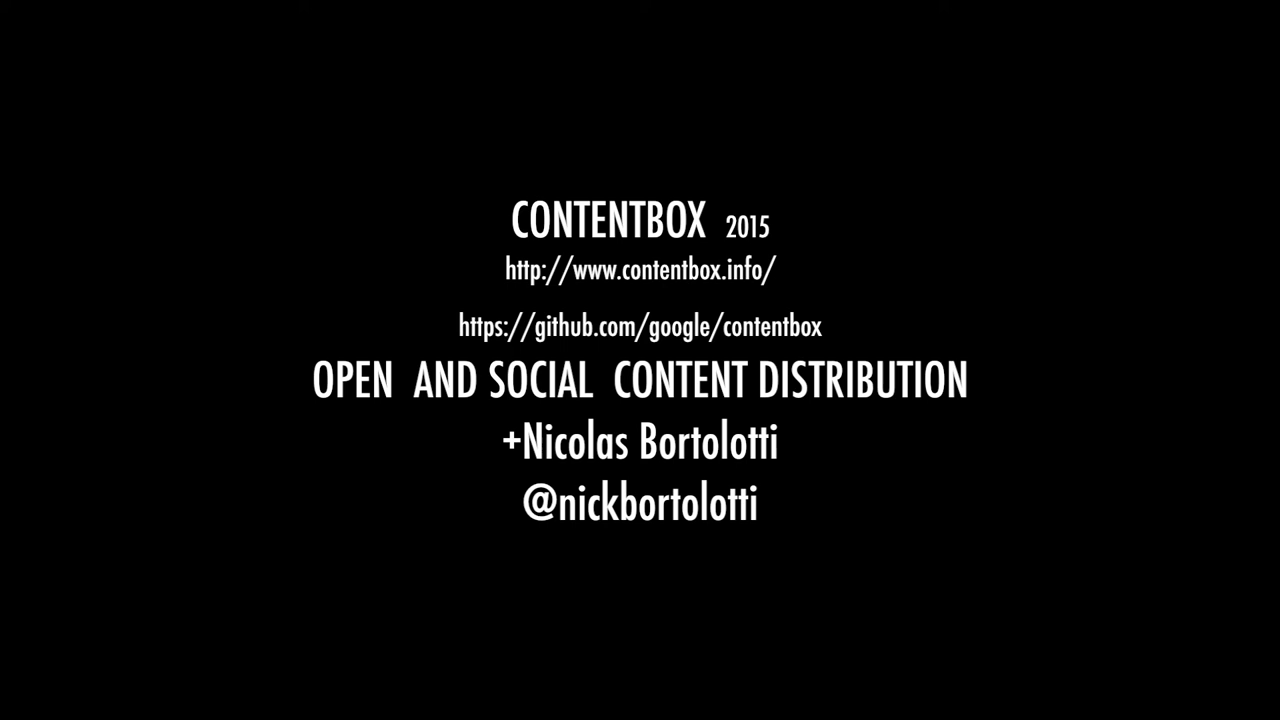 CONTENTBOX 2015
http://www.contentbox.info/
https://github.com/google/contentbox
OPEN AND SOCIAL CONTENT DISTRIBUTION
+Nicolas Bortolotti
@nickbortolotti